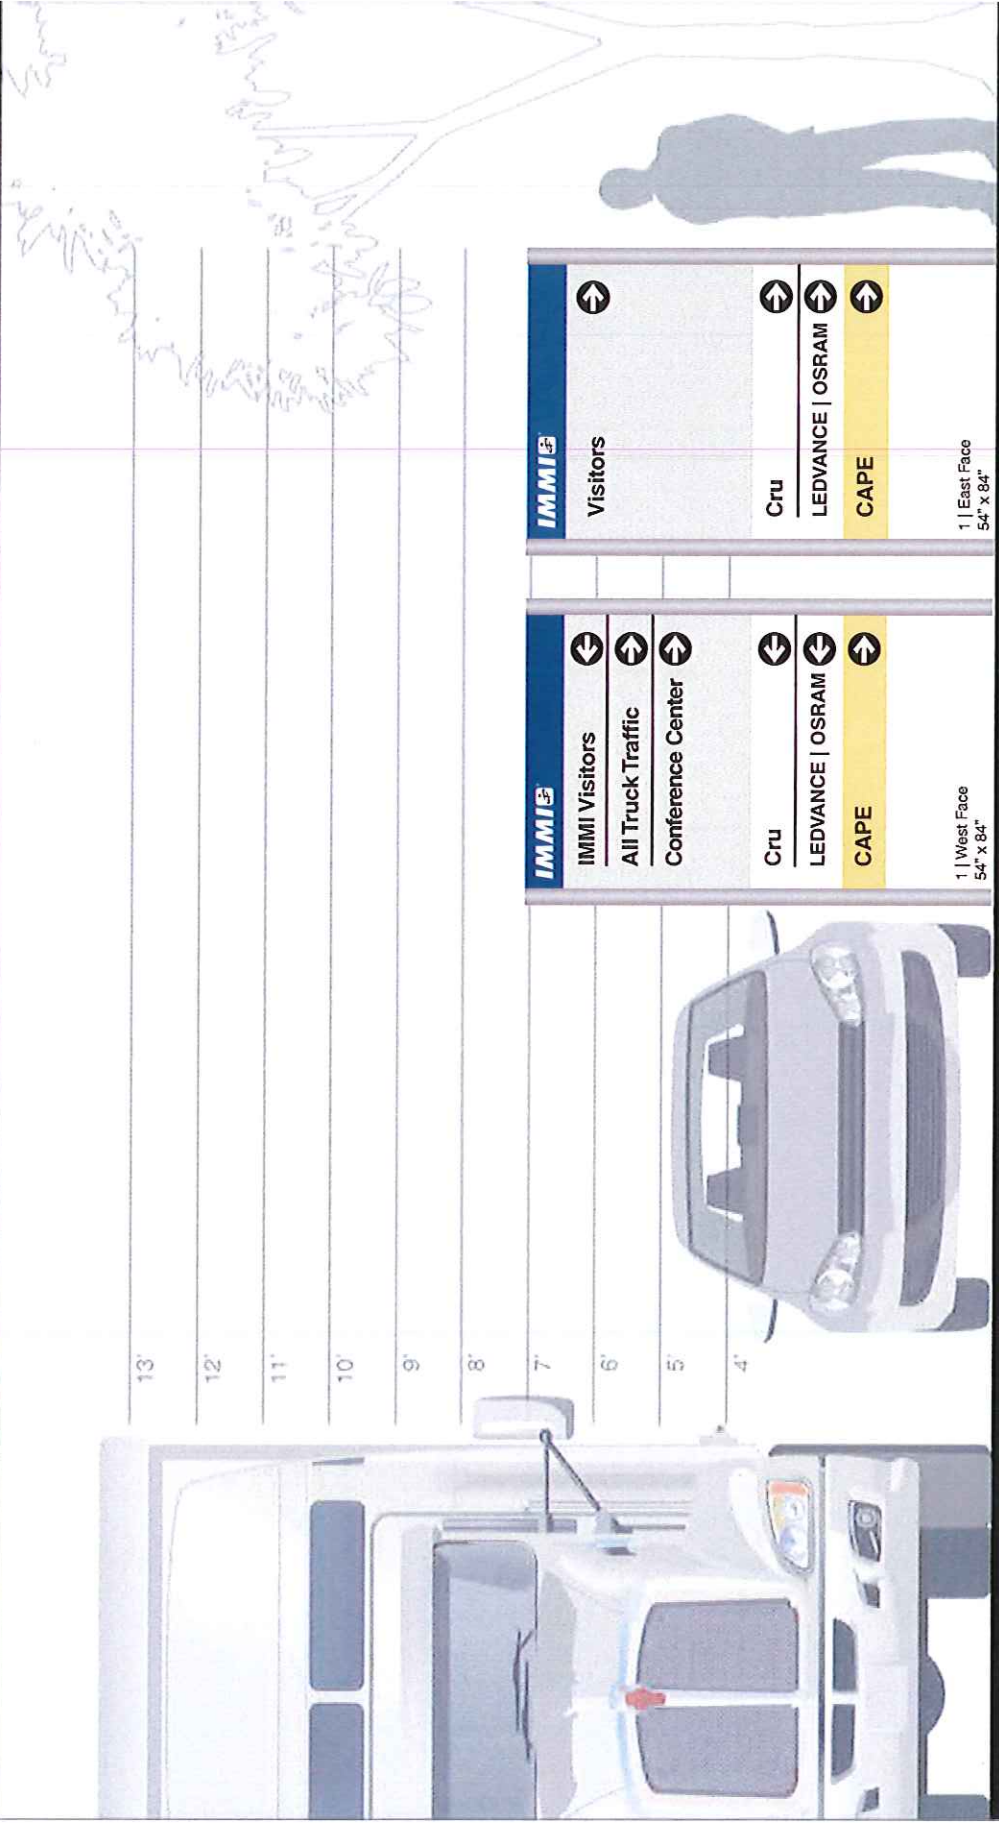 13'
12'
11'
10'
9'
8'
7'
6'
5'
4'
IMMI
IMMI Visitors
All Truck Traffic
Conference Center
Cru
LEDVANCE | OSRAM
CAPE
1 | West Face
54" x 84"
IMMI
Visitors
Cru
LEDVANCE | OSRAM
CAPE
1 | East Face
54" x 84"